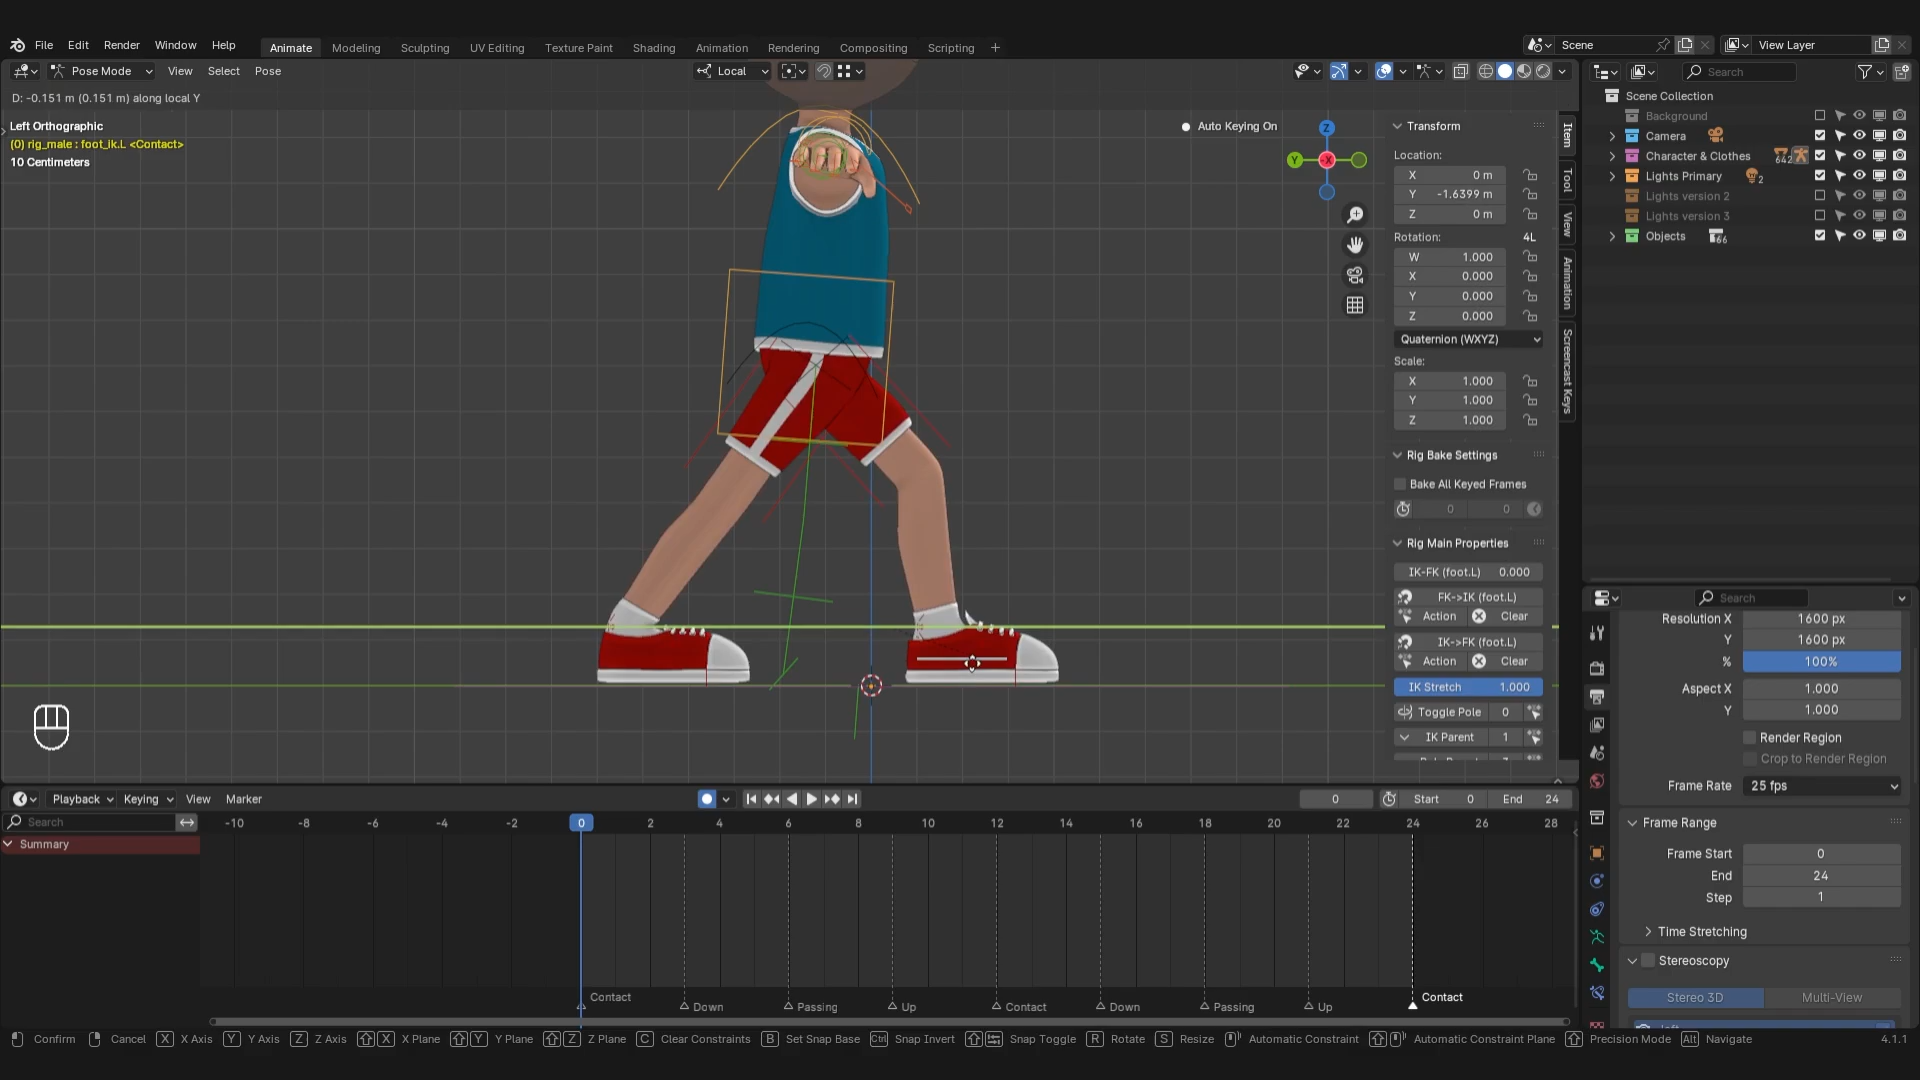 File Edit Render Window Help Animate Modeling Sculpting UV Editing Texture Paint Shading Animation Rendering Compositing Scripting + Scene View Layer
Pose Mode View Select Pose Local Search
D: -0.151 m (0.151 m) along local Y
Left Orthographic
(0) rig_male : foot_ik.L <Contact>
10 Centimeters
Auto Keying On
Z
Y
-X
Transform
Location:
X 0 m
Y -1.6399 m
Z 0 m
Rotation: 4L
W 1.000
X 0.000
Y 0.000
Z 0.000
Quaternion (WXYZ)
Scale:
X 1.000
Y 1.000
Z 1.000
Rig Bake Settings
Bake All Keyed Frames
0 0
Rig Main Properties
IK-FK (foot.L) 0.000
FK->IK (foot.L)
Action Clear
IK->FK (foot.L)
Action Clear
IK Stretch 1.000
Toggle Pole 0
IK Parent 1
Item
Tool
View
Animation
Screencast Keys
Scene Collection
Background
Camera
Character & Clothes 642
Lights Primary 2
Lights version 2
Lights version 3
Objects 66
Search
Resolution X 1600 px
Y 1600 px
% 100%
Aspect X 1.000
Y 1.000
Render Region
Crop to Render Region
Frame Rate 25 fps
Frame Range
Frame Start 0
End 24
Step 1
Time Stretching
Stereoscopy
Stereo 3D Multi-View
Playback Keying View Marker 0 Start 0 End 24
Search -10 -8 -6 -4 -2 0 2 4 6 8 10 12 14 16 18 20 22 24 26 28
Summary
Contact Down Passing Up Contact Down Passing Up Contact
Confirm Cancel X X Axis Y Y Axis Z Z Axis X X Plane Y Y Plane Z Z Plane C Clear Constraints B Set Snap Base Ctrl Snap Invert Snap Toggle R Rotate S Resize Automatic Constraint Automatic Constraint Plane Precision Mode Alt Navigate 4.1.1